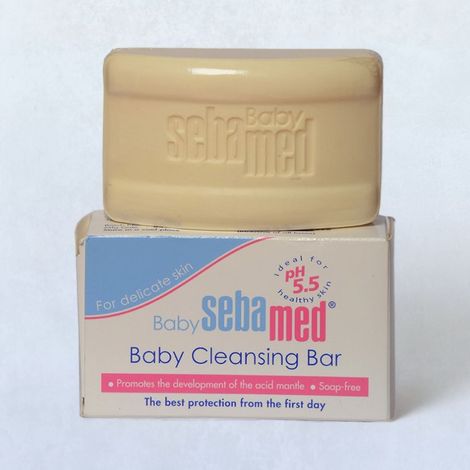 Baby
sebamed
For delicate skin
ideal for
pH
5.5
healthy skin
Baby sebamed®
Baby Cleansing Bar
• Promotes the development of the acid mantle • Soap-free
The best protection from the first day